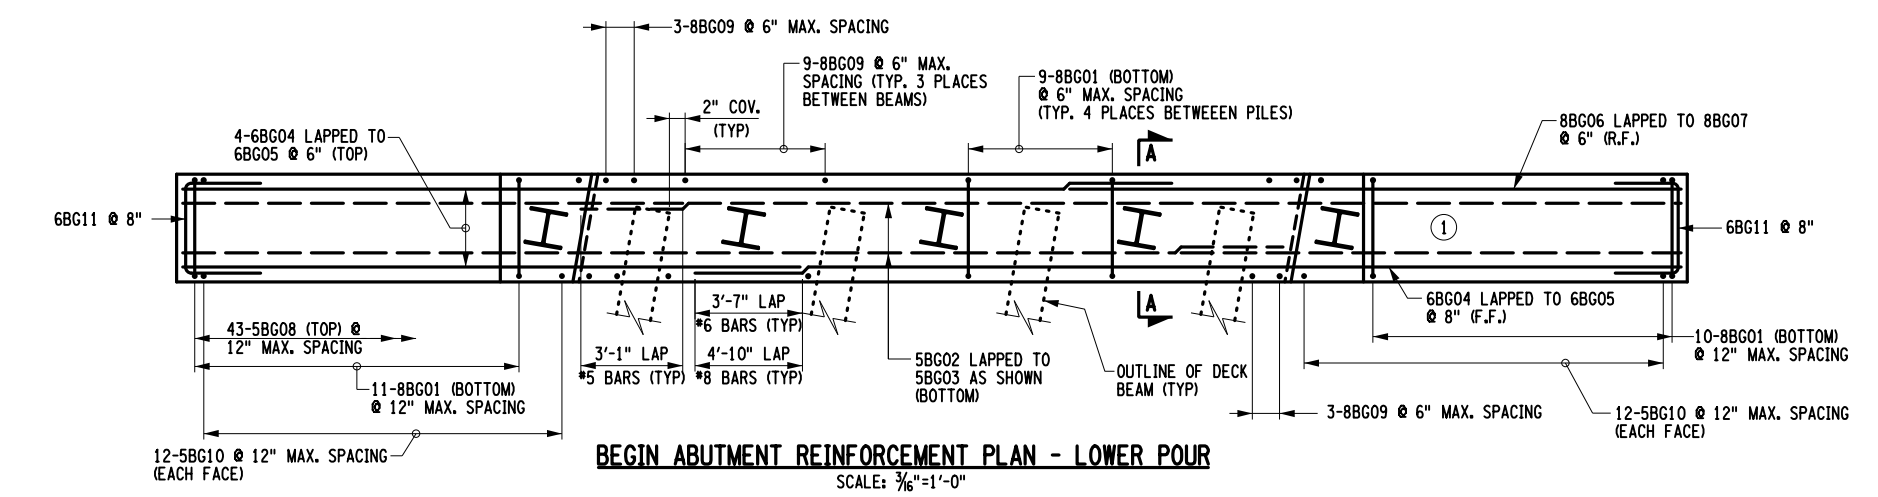 3-8BG09 @ 6" MAX. SPACING
9-8BG09 @ 6" MAX.
SPACING (TYP. 3 PLACES
BETWEEN BEAMS)
9-8BG01 (BOTTOM)
@ 6" MAX. SPACING
(TYP. 4 PLACES BETWEEEN PILES)
2" COV.
(TYP)
4-6BG04 LAPPED TO
6BG05 @ 6" (TOP)
8BG06 LAPPED TO 8BG07
@ 6" (R.F.)
A
6BG11 @ 8"
1
6BG11 @ 8"
A
3'-7" LAP
#6 BARS (TYP)
6BG04 LAPPED TO 6BG05
@ 8" (F.F.)
43-5BG08 (TOP) @
12" MAX. SPACING
3'-1" LAP
#5 BARS (TYP)
4'-10" LAP
#8 BARS (TYP)
5BG02 LAPPED TO
5BG03 AS SHOWN
(BOTTOM)
OUTLINE OF DECK
BEAM (TYP)
10-8BG01 (BOTTOM)
@ 12" MAX. SPACING
11-8BG01 (BOTTOM)
@ 12" MAX. SPACING
3-8BG09 @ 6" MAX. SPACING
12-5BG10 @ 12" MAX. SPACING
(EACH FACE)
12-5BG10 @ 12" MAX. SPACING
(EACH FACE)
BEGIN ABUTMENT REINFORCEMENT PLAN - LOWER POUR
SCALE: 3/16"=1'-0"